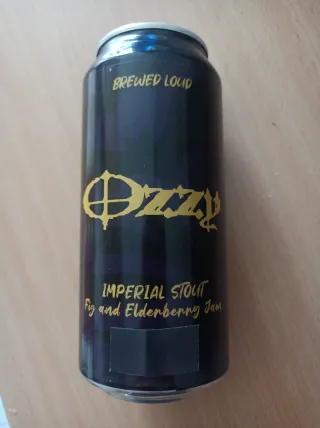 BREWED LOUD
Ozzy
IMPERIAL STOUT
Fig and Elderberry Jam